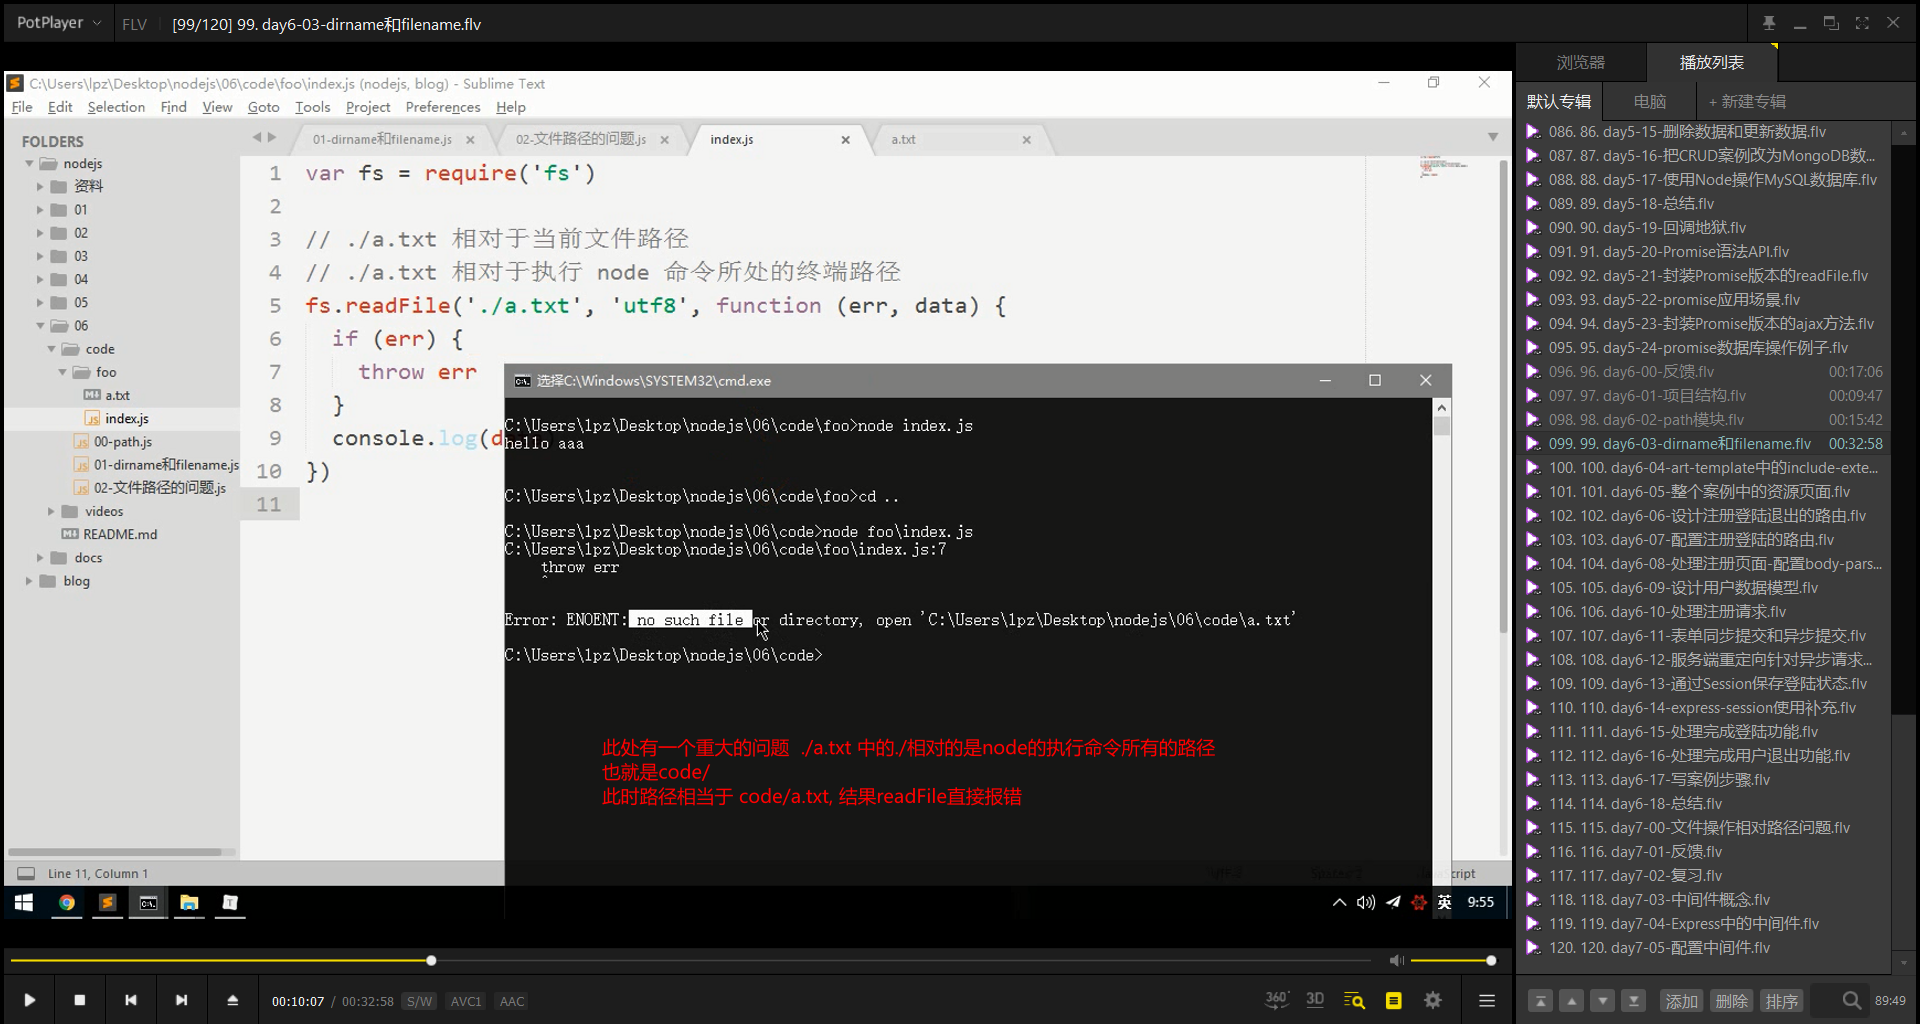 PotPlayer
FLV
[99/120] 99. day6-03-dirname和filename.flv
C:\Users\lpz\Desktop\nodejs\06\code\foo\index.js (nodejs, blog) - Sublime Text
File Edit Selection Find View Goto Tools Project Preferences Help
FOLDERS
nodejs
资料
01
02
03
04
05
06
code
foo
a.txt
index.js
00-path.js
01-dirname和filename.js
02-文件路径的问题.js
videos
README.md
docs
blog
01-dirname和filename.js
02-文件路径的问题.js
index.js
a.txt
1 var fs = require('fs')
2
3 // ./a.txt 相对于当前文件路径
4 // ./a.txt 相对于执行 node 命令所处的终端路径
5 fs.readFile('./a.txt', 'utf8', function (err, data) {
6 if (err) {
7 throw err
8 }
9 console.log(d
10 })
11
选择C:\Windows\SYSTEM32\cmd.exe
C:\Users\lpz\Desktop\nodejs\06\code\foo>node index.js
hello aaa
C:\Users\lpz\Desktop\nodejs\06\code\foo>cd ..
C:\Users\lpz\Desktop\nodejs\06\code>node foo\index.js
C:\Users\lpz\Desktop\nodejs\06\code\foo\index.js:7
throw err
^
Error: ENOENT: no such file or directory, open 'C:\Users\lpz\Desktop\nodejs\06\code\a.txt'
C:\Users\lpz\Desktop\nodejs\06\code>
此处有一个重大的问题 ./a.txt 中的./相对的是node的执行命令所有的路径
也就是code/
此时路径相当于 code/a.txt, 结果readFile直接报错
Line 11, Column 1
英
9:55
00:10:07 / 00:32:58 S/W AVC1 AAC
360°
3D
浏览器
播放列表
默认专辑
电脑
+ 新建专辑
086. 86. day5-15-删除数据和更新数据.flv
087. 87. day5-16-把CRUD案例改为MongoDB数...
088. 88. day5-17-使用Node操作MySQL数据库.flv
089. 89. day5-18-总结.flv
090. 90. day5-19-回调地狱.flv
091. 91. day5-20-Promise语法API.flv
092. 92. day5-21-封装Promise版本的readFile.flv
093. 93. day5-22-promise应用场景.flv
094. 94. day5-23-封装Promise版本的ajax方法.flv
095. 95. day5-24-promise数据库操作例子.flv
096. 96. day6-00-反馈.flv 00:17:06
097. 97. day6-01-项目结构.flv 00:09:47
098. 98. day6-02-path模块.flv 00:15:42
099. 99. day6-03-dirname和filename.flv 00:32:58
100. 100. day6-04-art-template中的include-exte...
101. 101. day6-05-整个案例中的资源页面.flv
102. 102. day6-06-设计注册登陆退出的路由.flv
103. 103. day6-07-配置注册登陆的路由.flv
104. 104. day6-08-处理注册页面-配置body-pars...
105. 105. day6-09-设计用户数据模型.flv
106. 106. day6-10-处理注册请求.flv
107. 107. day6-11-表单同步提交和异步提交.flv
108. 108. day6-12-服务端重定向针对异步请求...
109. 109. day6-13-通过Session保存登陆状态.flv
110. 110. day6-14-express-session使用补充.flv
111. 111. day6-15-处理完成登陆功能.flv
112. 112. day6-16-处理完成用户退出功能.flv
113. 113. day6-17-写案例步骤.flv
114. 114. day6-18-总结.flv
115. 115. day7-00-文件操作相对路径问题.flv
116. 116. day7-01-反馈.flv
117. 117. day7-02-复习.flv
118. 118. day7-03-中间件概念.flv
119. 119. day7-04-Express中的中间件.flv
120. 120. day7-05-配置中间件.flv
添加 删除 排序
89:49